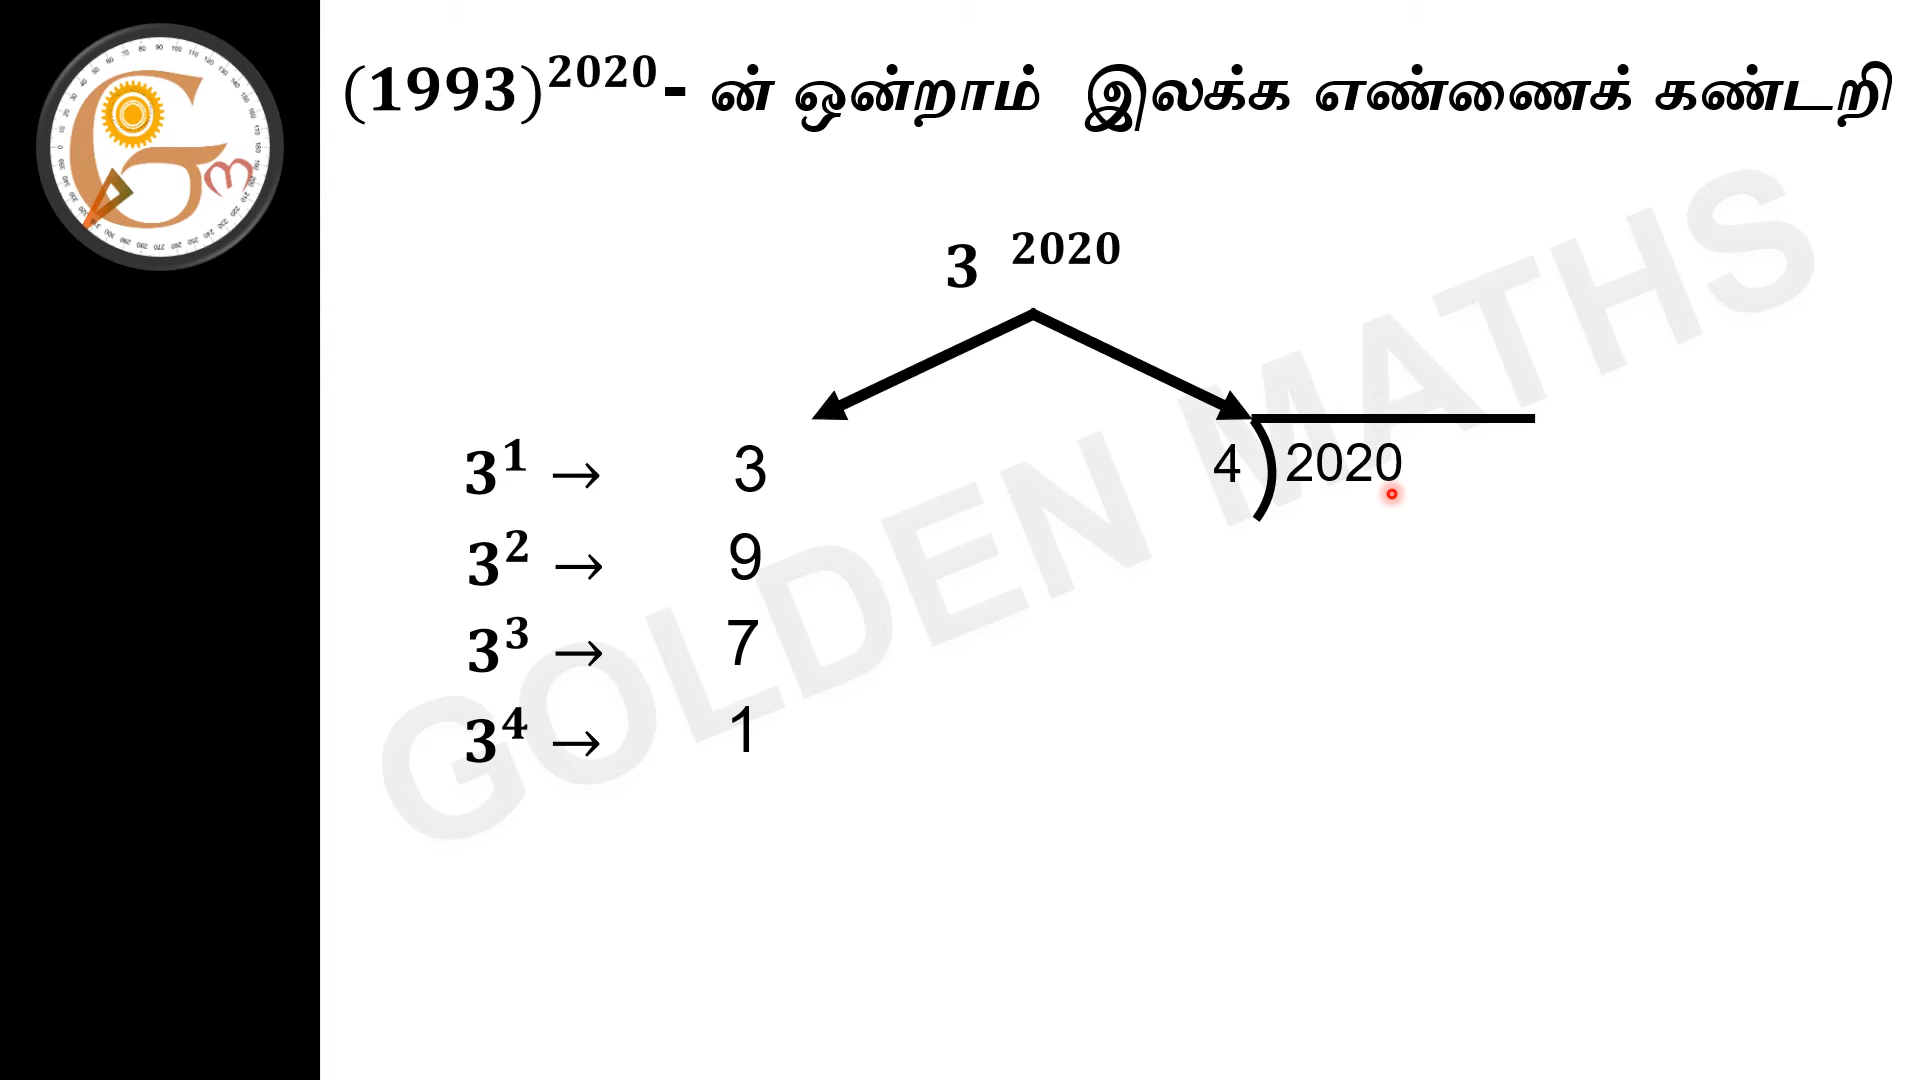 (1993)^2020- ன் ஒன்றாம் இலக்க எண்ணைக் கண்டறி
3 ^2020
3^1 → 3
4 ) 2020
3^2 → 9
3^3 → 7
3^4 → 1
GOLDEN MATHS